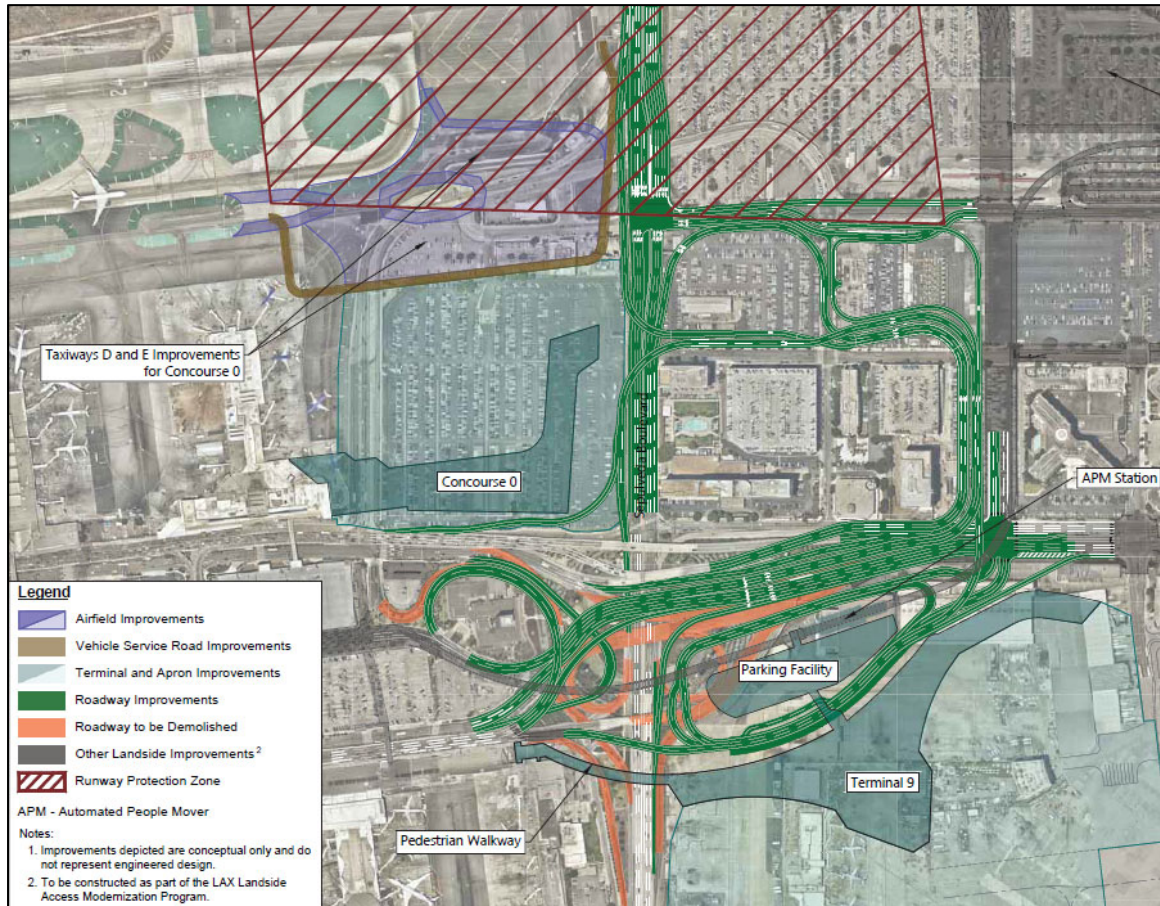 Taxiways D and E Improvements
for Concourse 0
Concourse 0
Sepulveda Boulevard
APM Station
Parking Facility
Terminal 9
Pedestrian Walkway
Legend
Airfield Improvements
Vehicle Service Road Improvements
Terminal and Apron Improvements
Roadway Improvements
Roadway to be Demolished
Other Landside Improvements2
Runway Protection Zone
APM - Automated People Mover
Notes:
1. Improvements depicted are conceptual only and do
not represent engineered design.
2. To be constructed as part of the LAX Landside
Access Modernization Program.